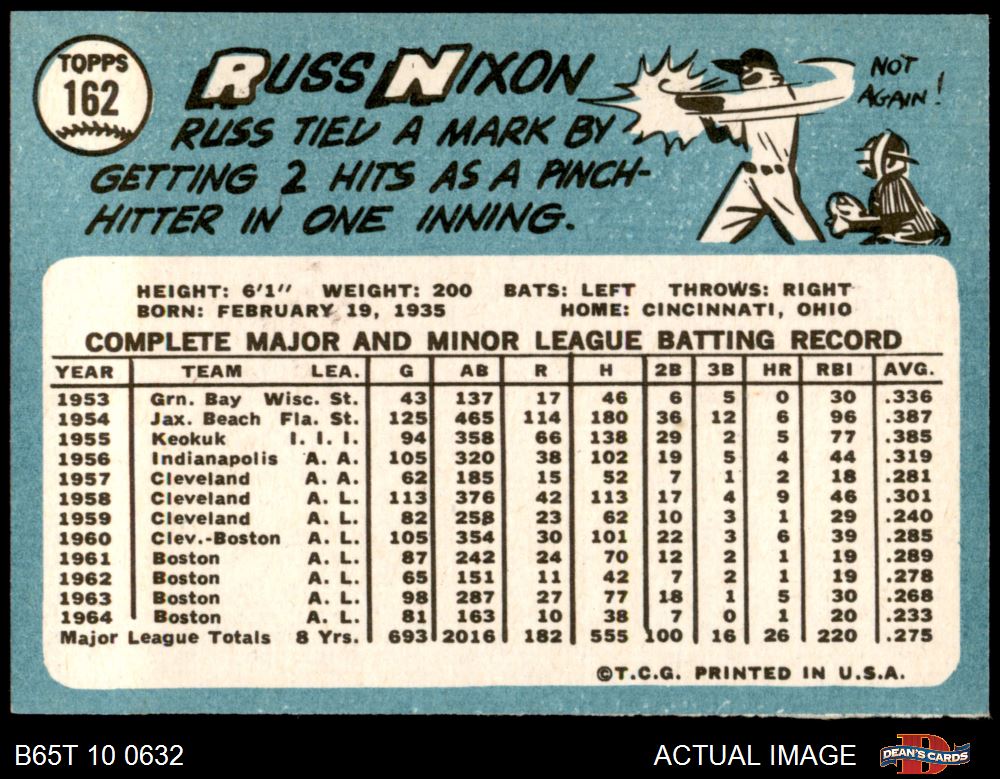 TOPPS
162
RUSS NIXON
RUSS TIED A MARK BY
GETTING 2 HITS AS A PINCH-
HITTER IN ONE INNING.
NOT
AGAIN!
HEIGHT: 6'1" WEIGHT: 200 BATS: LEFT THROWS: RIGHT
BORN: FEBRUARY 19, 1935 HOME: CINCINNATI, OHIO
COMPLETE MAJOR AND MINOR LEAGUE BATTING RECORD
YEAR TEAM LEA. G AB R H 2B 3B HR RBI AVG.
1953 Grn. Bay Wisc. St. 43 137 17 46 6 5 0 30 .336
1954 Jax. Beach Fla. St. 125 465 114 180 36 12 6 96 .387
1955 Keokuk I. I. I. 94 358 66 138 29 2 5 77 .385
1956 Indianapolis A. A. 105 320 38 102 19 5 4 44 .319
1957 Cleveland A. A. 62 185 15 52 7 1 2 18 .281
1958 Cleveland A. L. 113 376 42 113 17 4 9 46 .301
1959 Cleveland A. L. 82 258 23 62 10 3 1 29 .240
1960 Clev.-Boston A. L. 105 354 30 101 22 3 6 39 .285
1961 Boston A. L. 87 242 24 70 12 2 1 19 .289
1962 Boston A. L. 65 151 11 42 7 2 1 19 .278
1963 Boston A. L. 98 287 27 77 18 1 5 30 .268
1964 Boston A. L. 81 163 10 38 7 0 1 20 .233
Major League Totals 8 Yrs. 693 2016 182 555 100 16 26 220 .275
©T.C.G. PRINTED IN U.S.A.
B65T 10 0632
ACTUAL IMAGE
DEAN'S CARDS